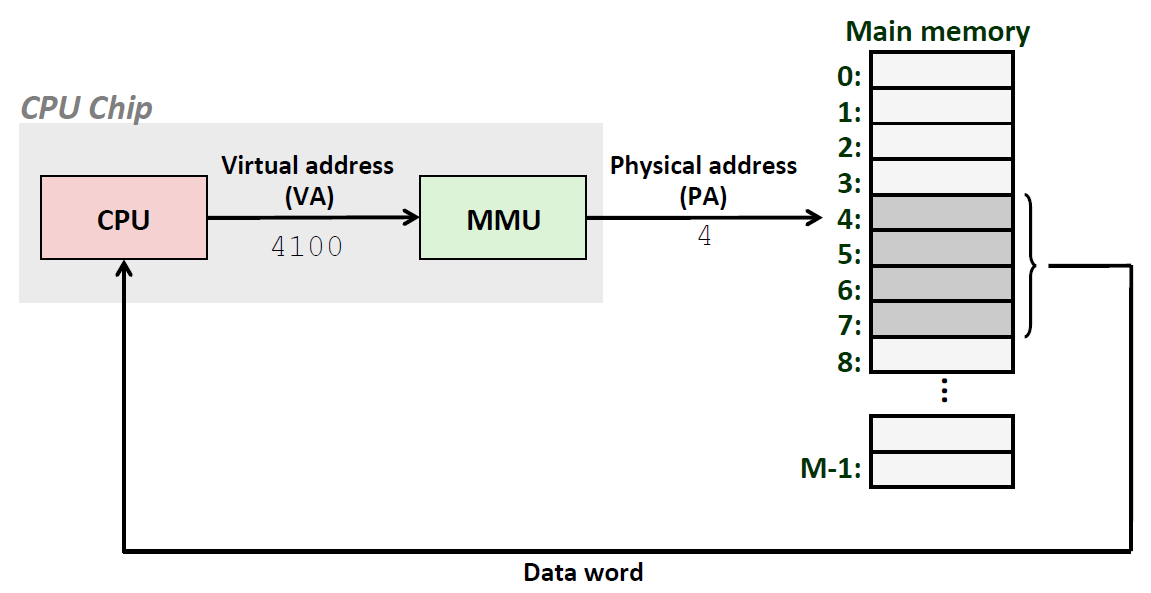 Main memory
CPU Chip
Virtual address
(VA)
Physical address
(PA)
CPU
MMU
4100
4
0:
1:
2:
3:
4:
5:
6:
7:
8:
...
M-1:
Data word